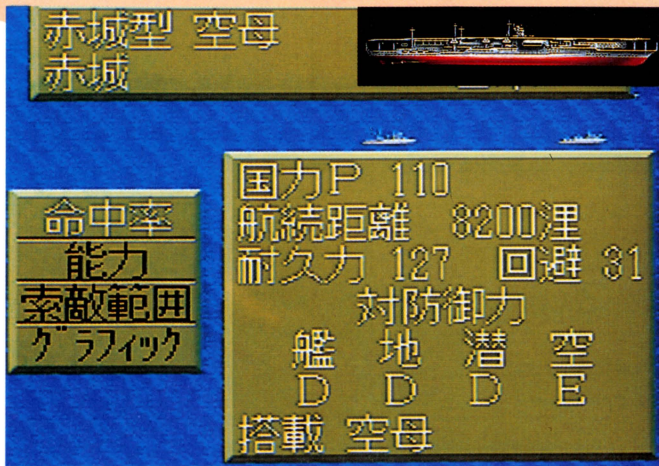 赤城型 空母
赤城
命中率
能力
索敵範囲
グラフィック
国力P 110
航続距離 8200浬
耐久力 127 回避 31
対防御力
艦 地 潜 空
D D D E
搭載 空母